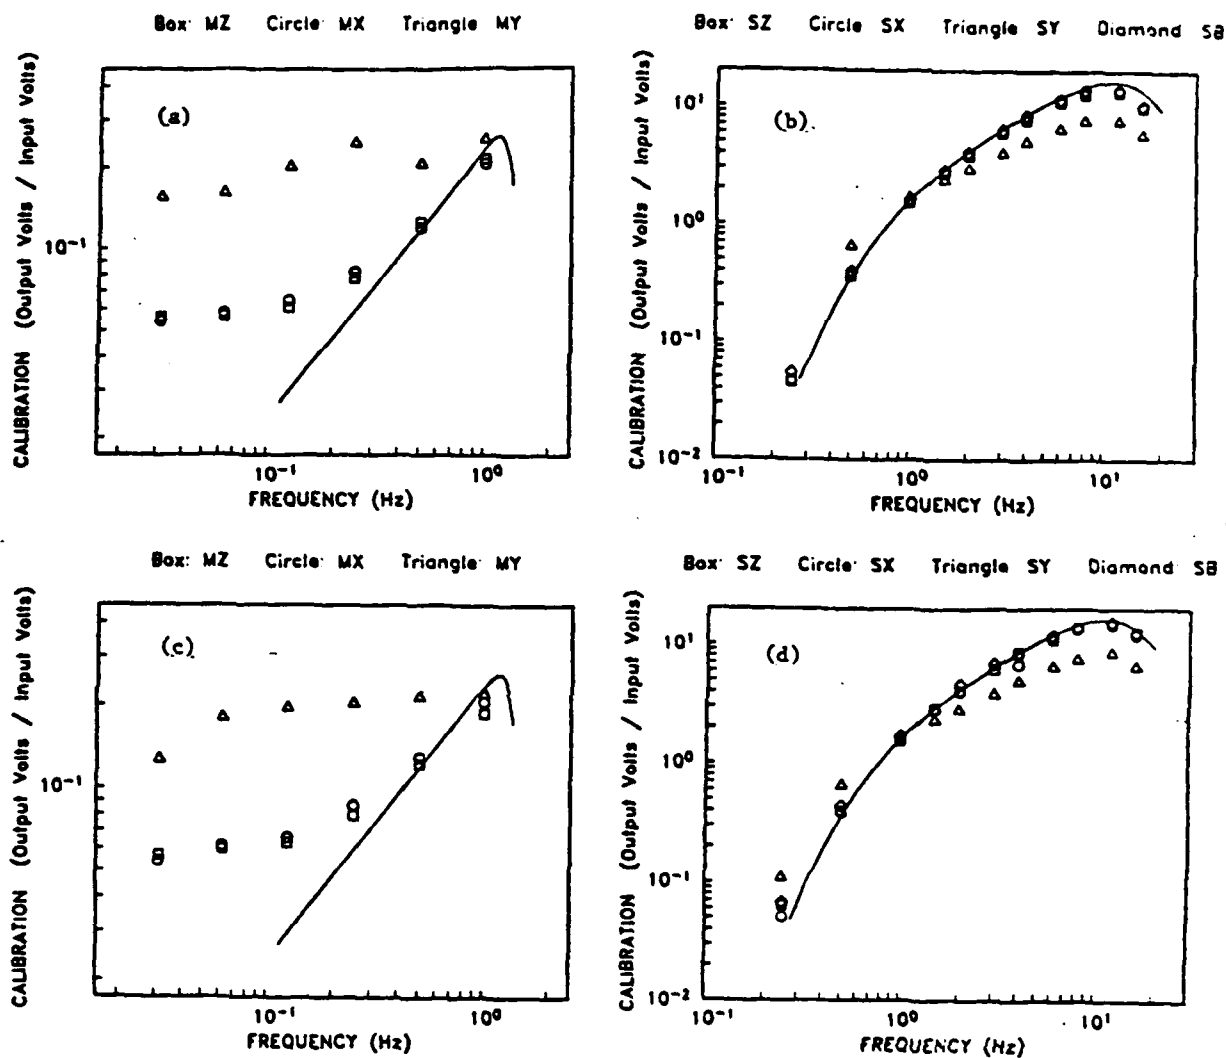 Box: MZ Circle: MX Triangle MY
CALIBRATION (Output Volts / Input Volts)
(a)
10⁻¹
10⁻¹ 10⁰
FREQUENCY (Hz)
Box: SZ Circle SX Triangle SY Diamond SB
CALIBRATION (Output Volts / Input Volts)
(b)
10¹
10⁰
10⁻¹
10⁻²
10⁻¹ 10⁰ 10¹
FREQUENCY (Hz)
Box: MZ Circle: MX Triangle: MY
CALIBRATION (Output Volts / Input Volts)
(c)
10⁻¹
10⁻¹ 10⁰
FREQUENCY (Hz)
Box: SZ Circle: SX Triangle SY Diamond SB
CALIBRATION (Output Volts / Input Volts)
(d)
10¹
10⁰
10⁻¹
10⁻²
10⁻¹ 10⁰ 10¹
FREQUENCY (Hz)